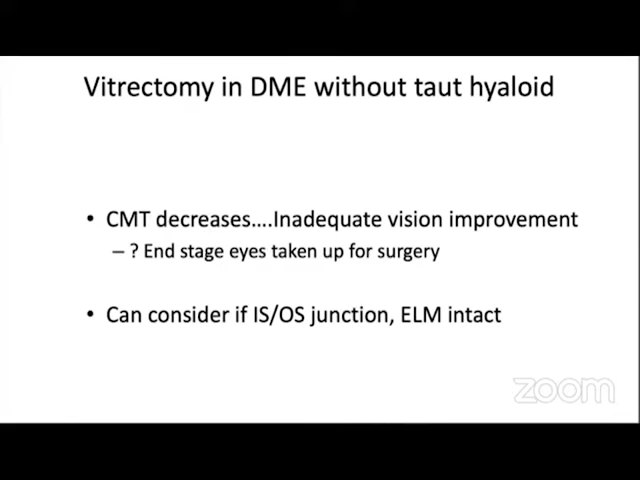 Vitrectomy in DME without taut hyaloid
• CMT decreases....Inadequate vision improvement
– ? End stage eyes taken up for surgery
• Can consider if IS/OS junction, ELM intact
zoom